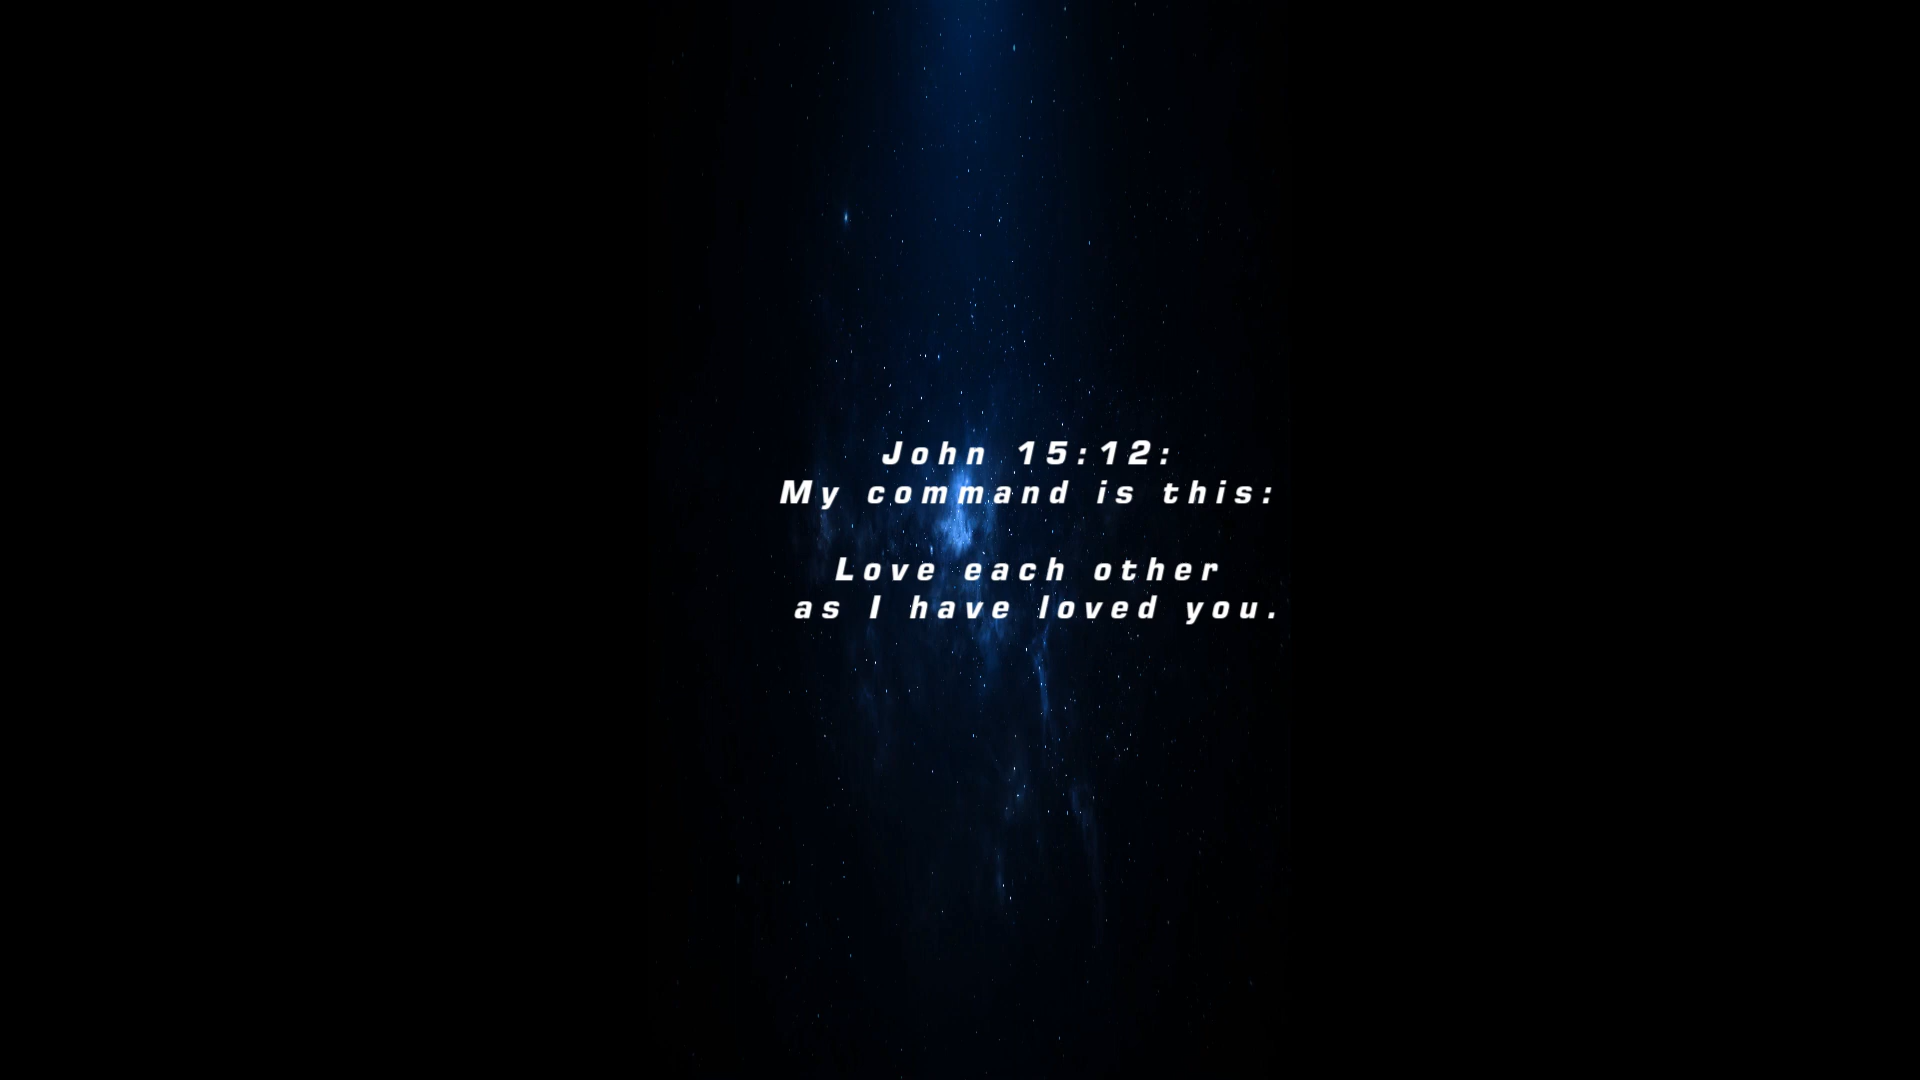 John 15:12:
My command is this:
Love each other
as I have loved you.